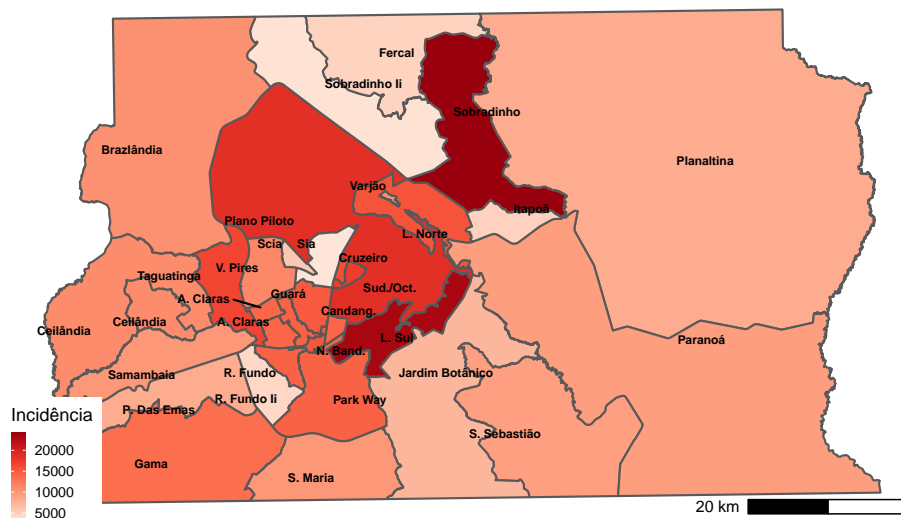 Fercal
Sobradinho Ii
Sobradinho
Brazlândia
Planaltina
Varjão
Itapoã
Plano Piloto
L. Norte
Scia
Sia
Cruzeiro
V. Pires
Taguatinga
Guará
Sud./Oct.
A. Claras
Candang.
Ceilândia
Ceilândia
A. Claras
L. Sul
Paranoá
N. Band.
R. Fundo
Jardim Botânico
Samambaia
R. Fundo Ii
Park Way
P. Das Emas
S. Sebastião
Gama
S. Maria
Incidência
20000
15000
10000
5000
20 km